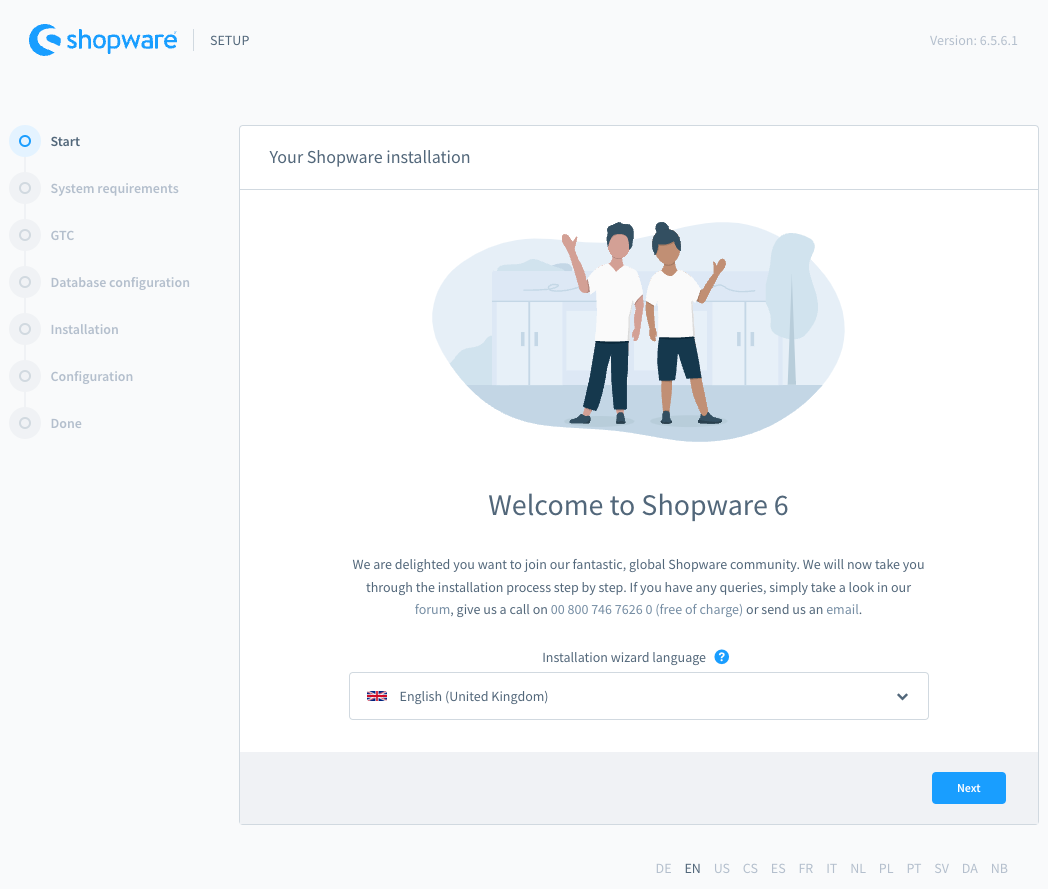 shopware
SETUP
Version: 6.5.6.1
Start
System requirements
GTC
Database configuration
Installation
Configuration
Done
Your Shopware installation
Welcome to Shopware 6
We are delighted you want to join our fantastic, global Shopware community. We will now take you
through the installation process step by step. If you have any queries, simply take a look in our
forum, give us a call on 00 800 746 7626 0 (free of charge) or send us an email.
Installation wizard language ?
English (United Kingdom)
Next
DE EN US CS ES FR IT NL PL PT SV DA NB